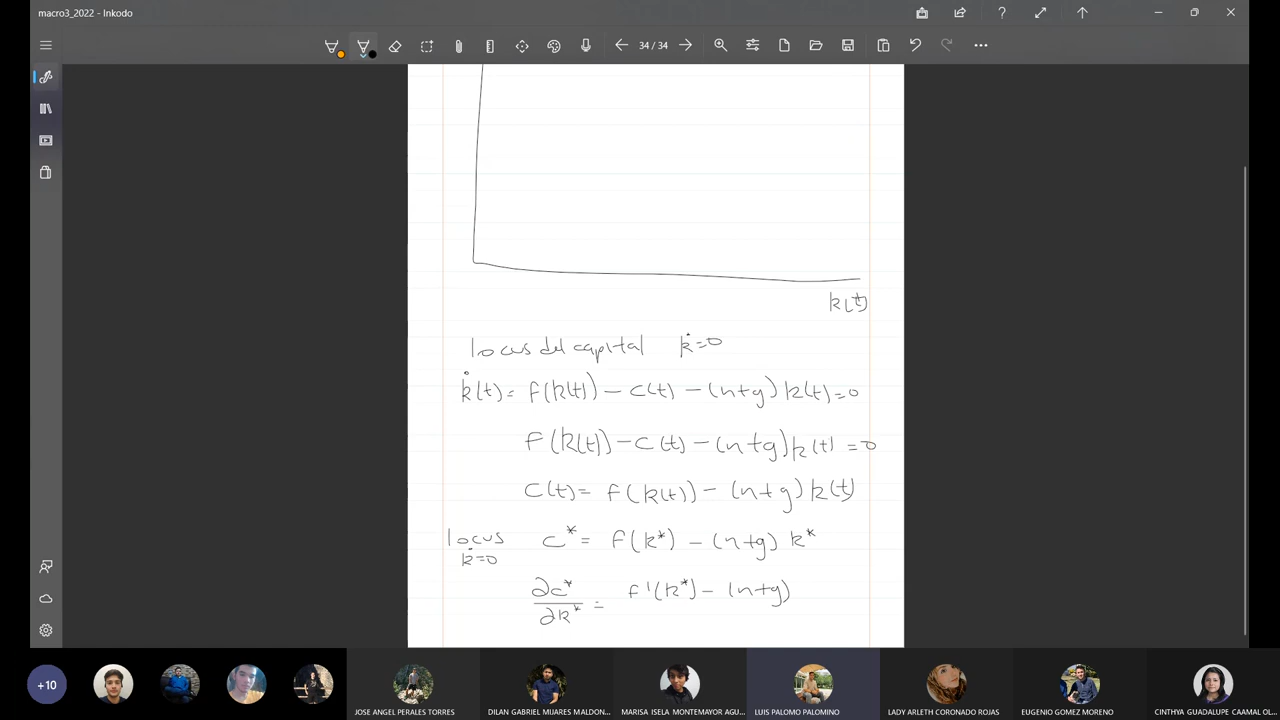 macro3_2022 - Inkodo
34 / 34
k(t)
locus del capital k̇=0
k̇(t) = f(k(t)) - c(t) - (n+g) k(t) = 0
f(k(t)) - c(t) - (n+g) k(t) = 0
c(t) = f(k(t)) - (n+g) k(t)
locus k̇=0 c* = f(k*) - (n+g) k*
∂c*/∂k* = f'(k*) - (n+g)
+10
JOSE ANGEL PERALES TORRES
DILAN GABRIEL MIJARES MALDON...
MARISA ISELA MONTEMAYOR AGU...
LUIS PALOMO PALOMINO
LADY ARLETH CORONADO ROJAS
EUGENIO GOMEZ MORENO
CINTHYA GUADALUPE CAAMAL OL...